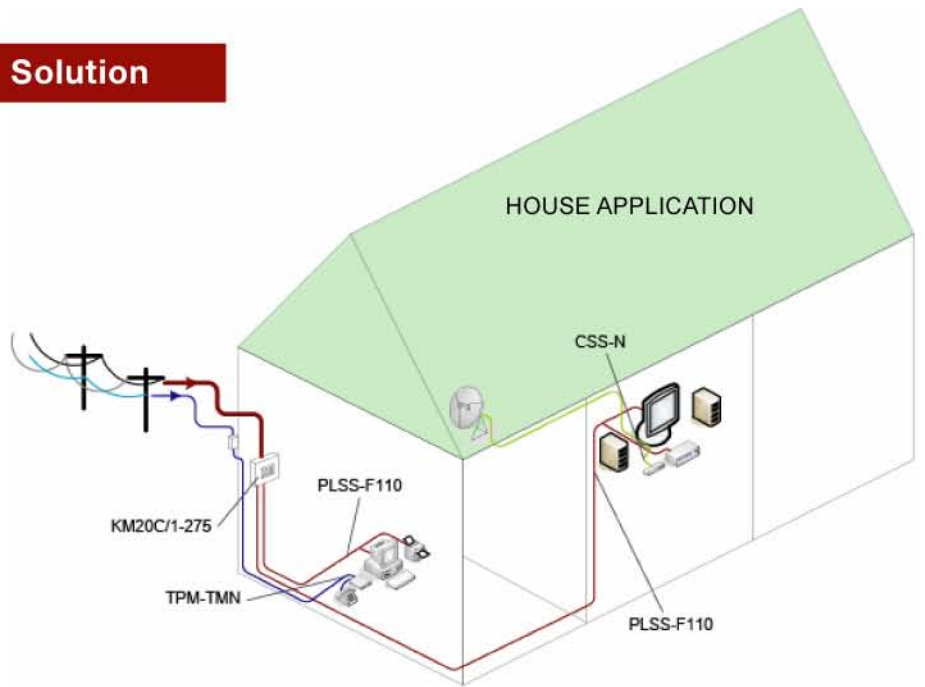 Solution
HOUSE APPLICATION
CSS-N
PLSS-F110
KM20C/1-275
TPM-TMN
PLSS-F110